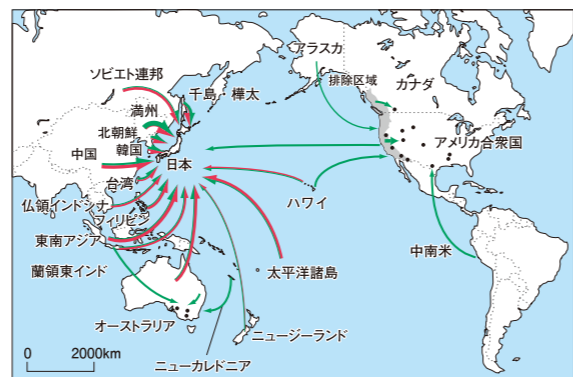 アラスカ
排除区域
カナダ
ソビエト連邦
千島・樺太
満州
北朝鮮
韓国
アメリカ合衆国
中国
日本
台湾
仏領インドシナ
フィリピン
ハワイ
東南アジア
中南米
蘭領東インド
太平洋諸島
オーストラリア
ニュージーランド
ニューカレドニア
0 2000km